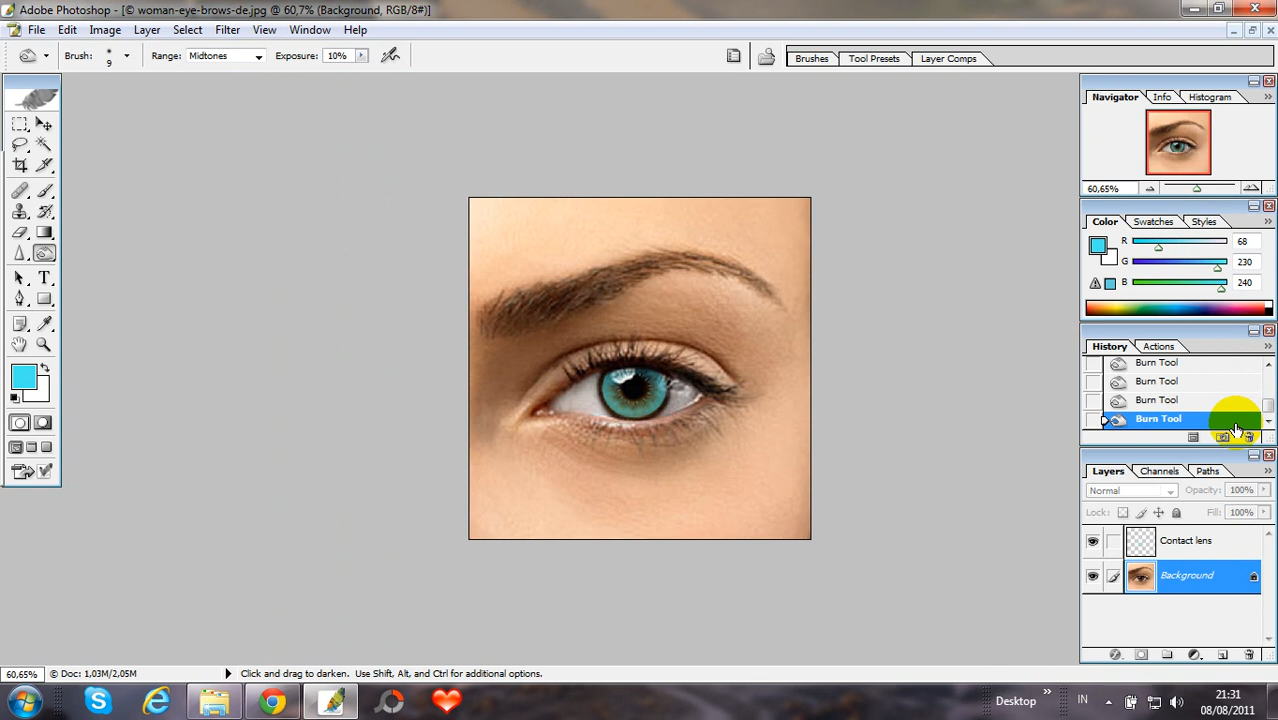 Adobe Photoshop - [© woman-eye-brows-de.jpg @ 60,7% (Background, RGB/8#)]
File Edit Image Layer Select Filter View Window Help
Brush: 9 Range: Midtones Exposure: 10% Brushes Tool Presets Layer Comps
Navigator Info Histogram
60,65%
Color Swatches Styles
R 68
G 230
B 240
History Actions
Burn Tool
Burn Tool
Burn Tool
Burn Tool
Layers Channels Paths
Normal Opacity: 100%
Lock: Fill: 100%
Contact lens
Background
60,65% © Doc: 1,03M/2,05M Click and drag to darken. Use Shift, Alt, and Ctrl for additional options.
Desktop » IN 21:31
08/08/2011